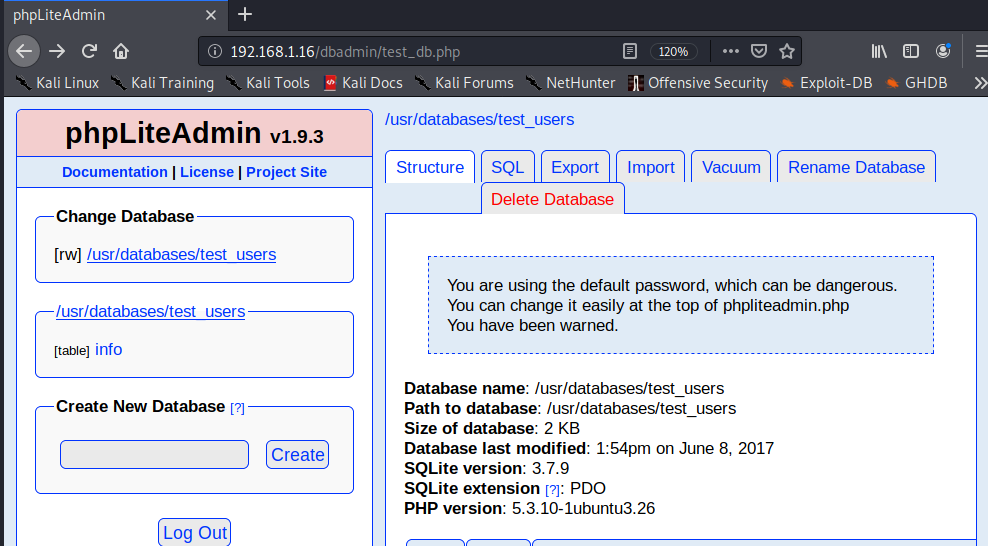 phpLiteAdmin
192.168.1.16/dbadmin/test_db.php
120%
Kali Linux Kali Training Kali Tools Kali Docs Kali Forums NetHunter Offensive Security Exploit-DB GHDB
phpLiteAdmin v1.9.3
Documentation | License | Project Site
Change Database
[rw] /usr/databases/test_users
/usr/databases/test_users
[table] info
Create New Database [?]
Create
Log Out
/usr/databases/test_users
Structure SQL Export Import Vacuum Rename Database
Delete Database
You are using the default password, which can be dangerous.
You can change it easily at the top of phpliteadmin.php
You have been warned.
Database name: /usr/databases/test_users
Path to database: /usr/databases/test_users
Size of database: 2 KB
Database last modified: 1:54pm on June 8, 2017
SQLite version: 3.7.9
SQLite extension [?]: PDO
PHP version: 5.3.10-1ubuntu3.26